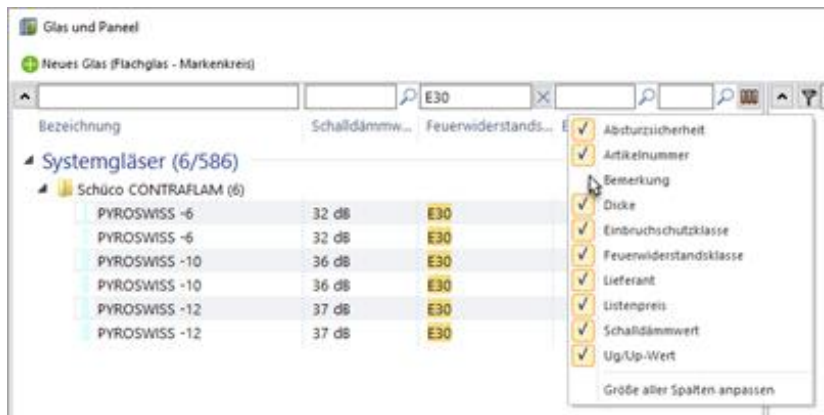 Glas und Paneel
Neues Glas (Flachglas - Markenkreis)
E30
Bezeichnung Schalldämmw... Feuerwiderstands... E
Systemgläser (6/586)
Schüco CONTRAFLAM (6)
PYROSWISS -6 32 dB E30
PYROSWISS -6 32 dB E30
PYROSWISS -10 36 dB E30
PYROSWISS -10 36 dB E30
PYROSWISS -12 37 dB E30
PYROSWISS -12 37 dB E30
Absturzsicherheit
Artikelnummer
Bemerkung
Dicke
Einbruchschutzklasse
Feuerwiderstandsklasse
Lieferant
Listenpreis
Schalldämmwert
Ug/Up-Wert
Größe aller Spalten anpassen